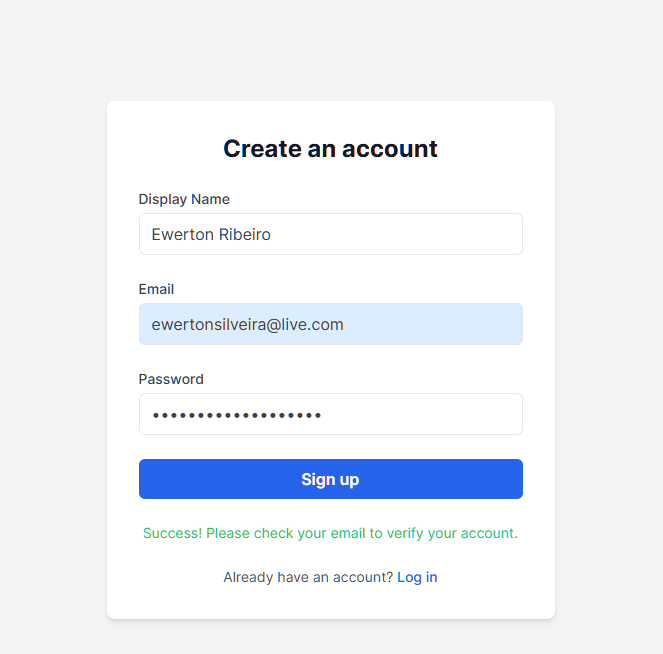 Create an account
Display Name
Ewerton Ribeiro
Email
ewertonsilveira@live.com
Password
•••••••••••••••••••
Sign up
Success! Please check your email to verify your account.
Already have an account? Log in